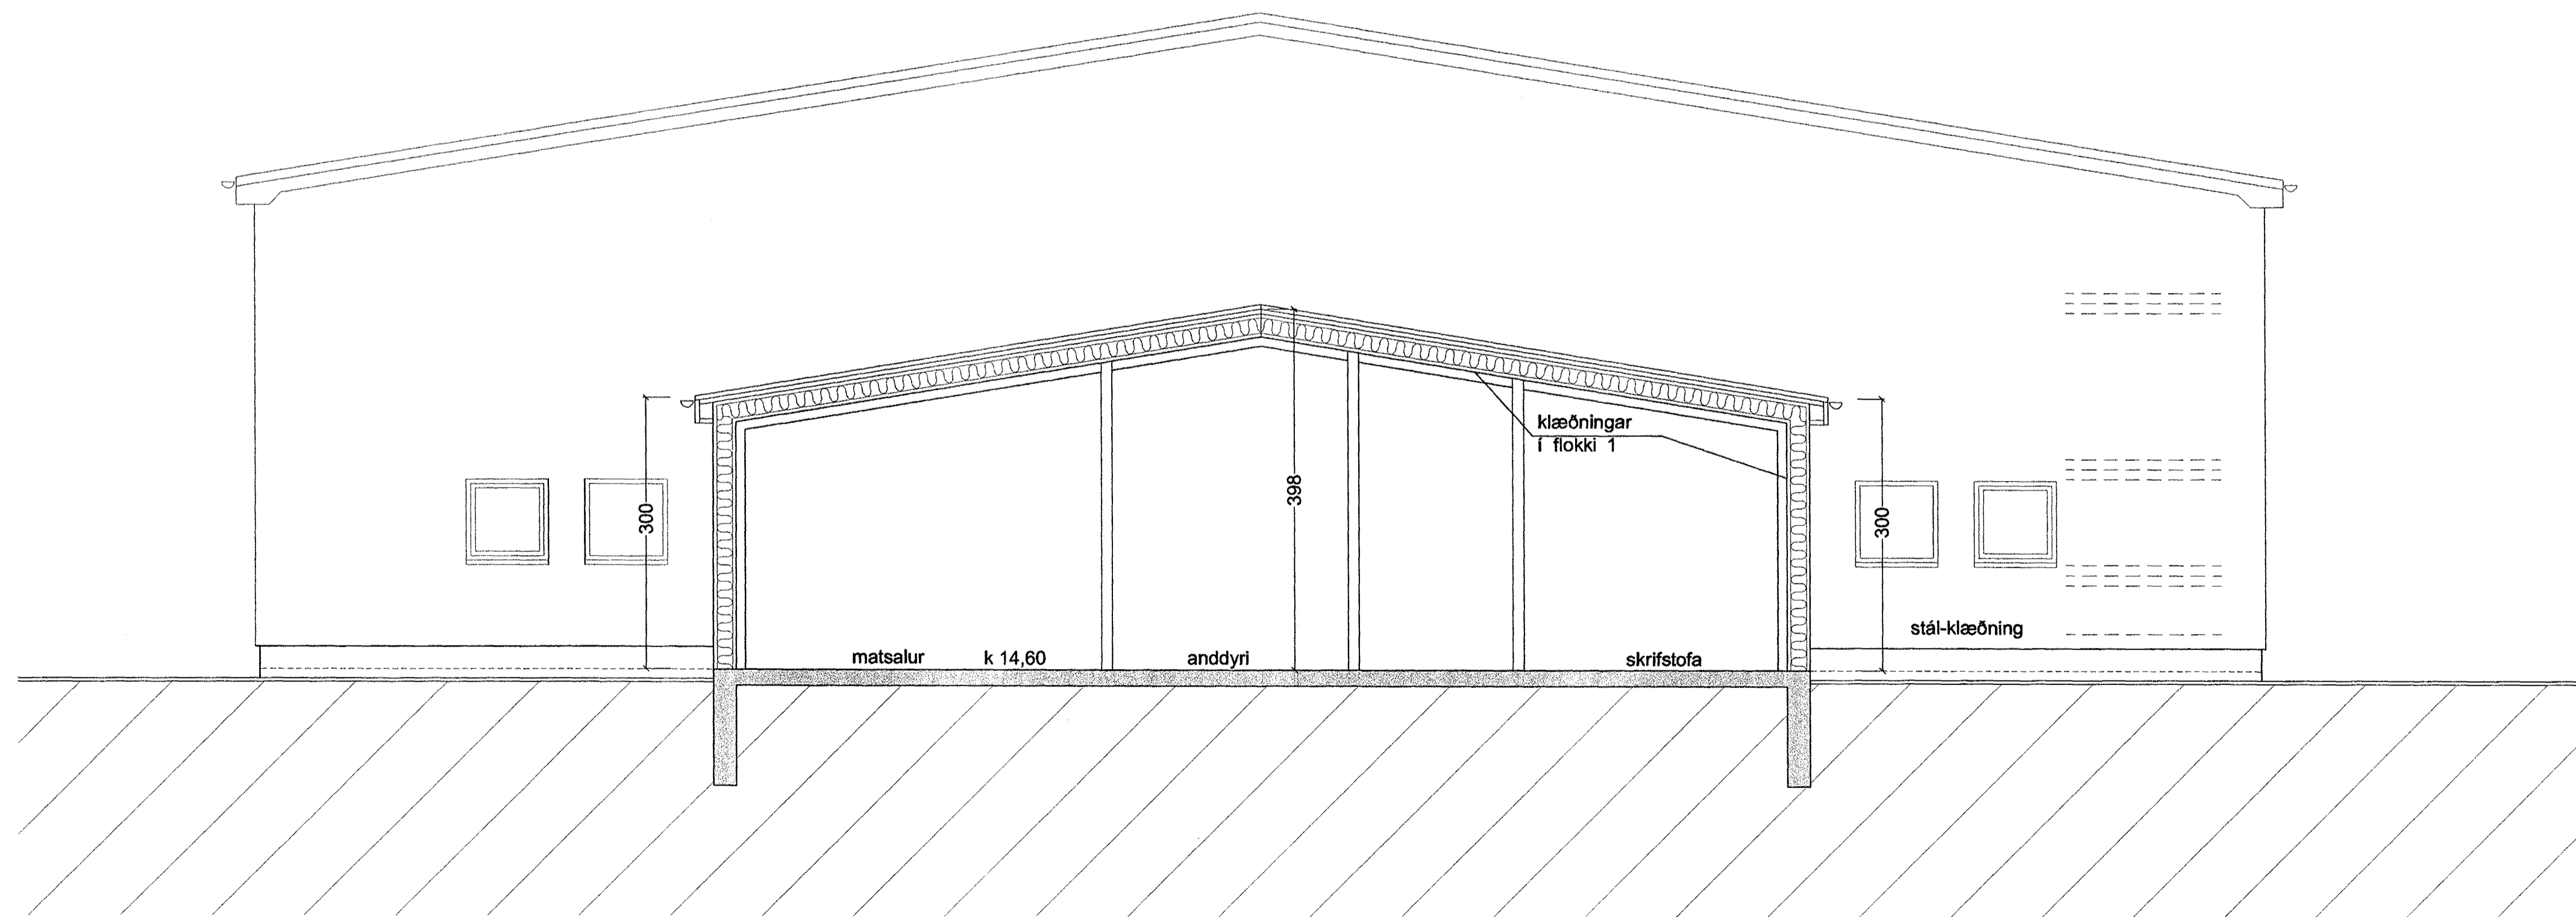 klæðningar
í flokki 1
398
300
300
stál-klæðning
matsalur k 14,60 anddyri skrifstofa